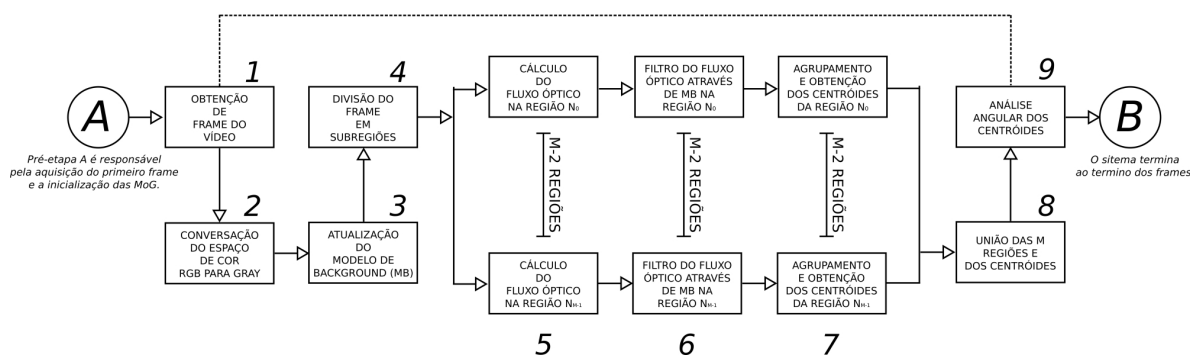 A
Pré-etapa A é responsável
pela aquisição do primeiro frame
e a inicialização das MoG.
1
OBTENÇÃO
DE
FRAME DO
VÍDEO
2
CONVERSAÇÃO
DO ESPAÇO
DE COR
RGB PARA GRAY
3
ATUALIZAÇÃO
DO
MODELO DE
BACKGROUND (MB)
4
DIVISÃO DO
FRAME
EM
SUBREGIÕES
CÁLCULO
DO
FLUXO ÓPTICO
NA REGIÃO N₀
FILTRO DO FLUXO
ÓPTICO ATRAVÉS
DE MB NA
REGIÃO N₀
AGRUPAMENTO
E OBTENÇÃO
DOS CENTRÓIDES
DA REGIÃO N₀
M-2 REGIÕES
M-2 REGIÕES
M-2 REGIÕES
CÁLCULO
DO
FLUXO ÓPTICO
NA REGIÃO NM-1
FILTRO DO FLUXO
ÓPTICO ATRAVÉS
DE MB NA
REGIÃO NM-1
AGRUPAMENTO
E OBTENÇÃO
DOS CENTRÓIDES
DA REGIÃO NM-1
5
6
7
8
UNIÃO DAS M
REGIÕES E
DOS CENTRÓIDES
9
ANÁLISE
ANGULAR DOS
CENTRÓIDES
B
O sitema termina
ao termino dos frames